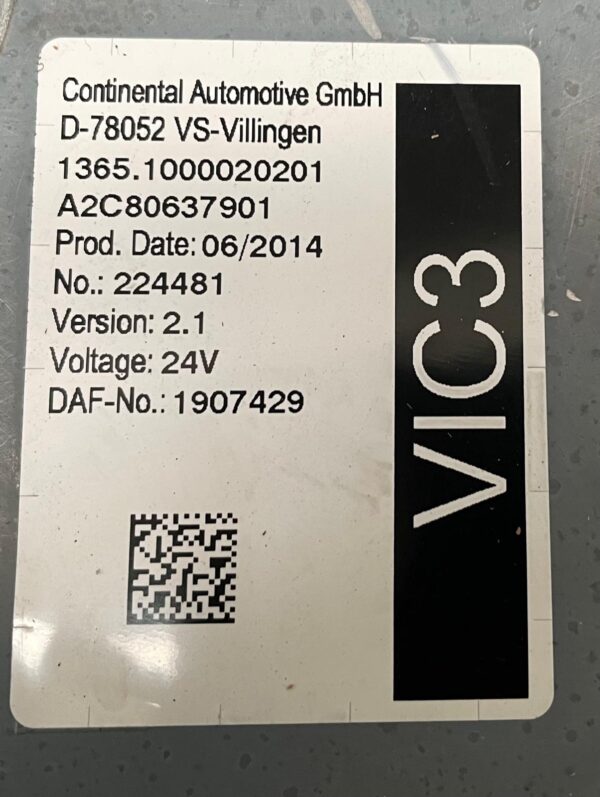 Continental Automotive GmbH
D-78052 VS-Villingen
1365.1000020201
A2C80637901
Prod. Date: 06/2014
No.: 224481
Version: 2.1
Voltage: 24V
DAF-No.: 1907429
VIC3